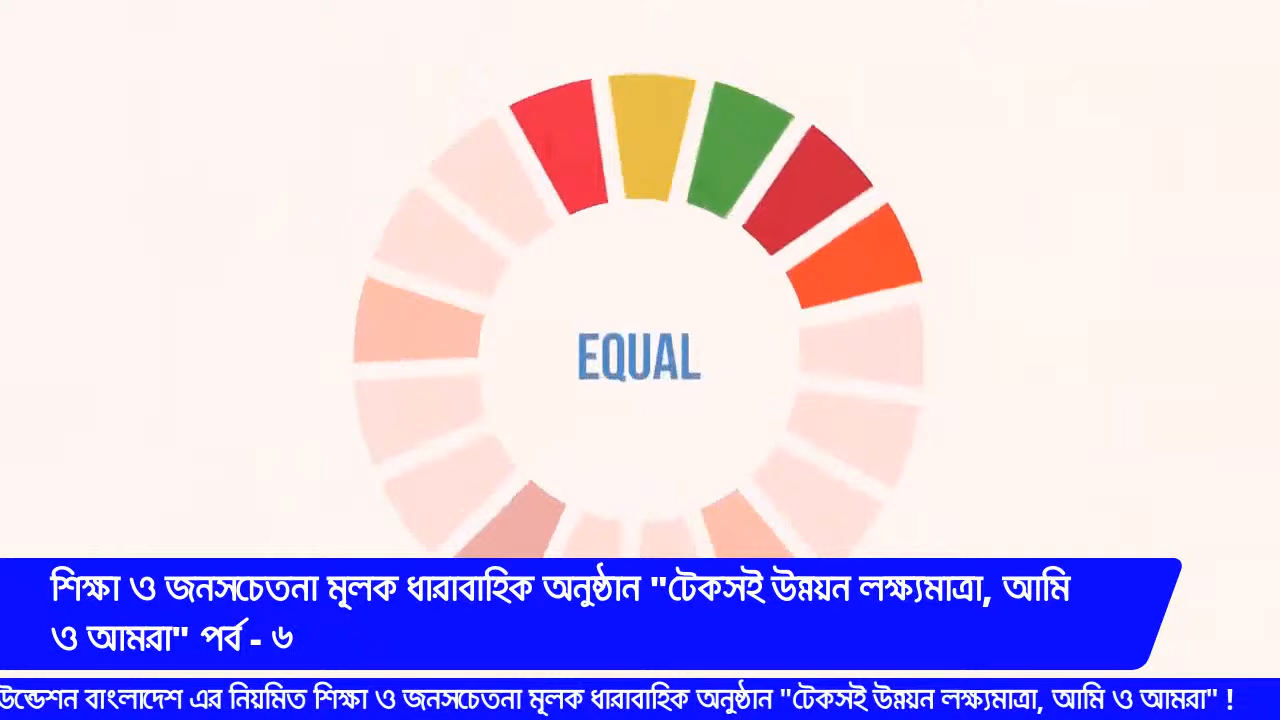 EQUAL
শিক্ষা ও জনসচেতনা মূলক ধারাবাহিক অনুষ্ঠান "টেকসই উন্নয়ন লক্ষ্যমাত্রা, আমি
ও আমরা" পর্ব - ৬
উন্ডেশন বাংলাদেশ এর নিয়মিত শিক্ষা ও জনসচেতনা মূলক ধারাবাহিক অনুষ্ঠান "টেকসই উন্নয়ন লক্ষ্যমাত্রা, আমি ও আমরা" !